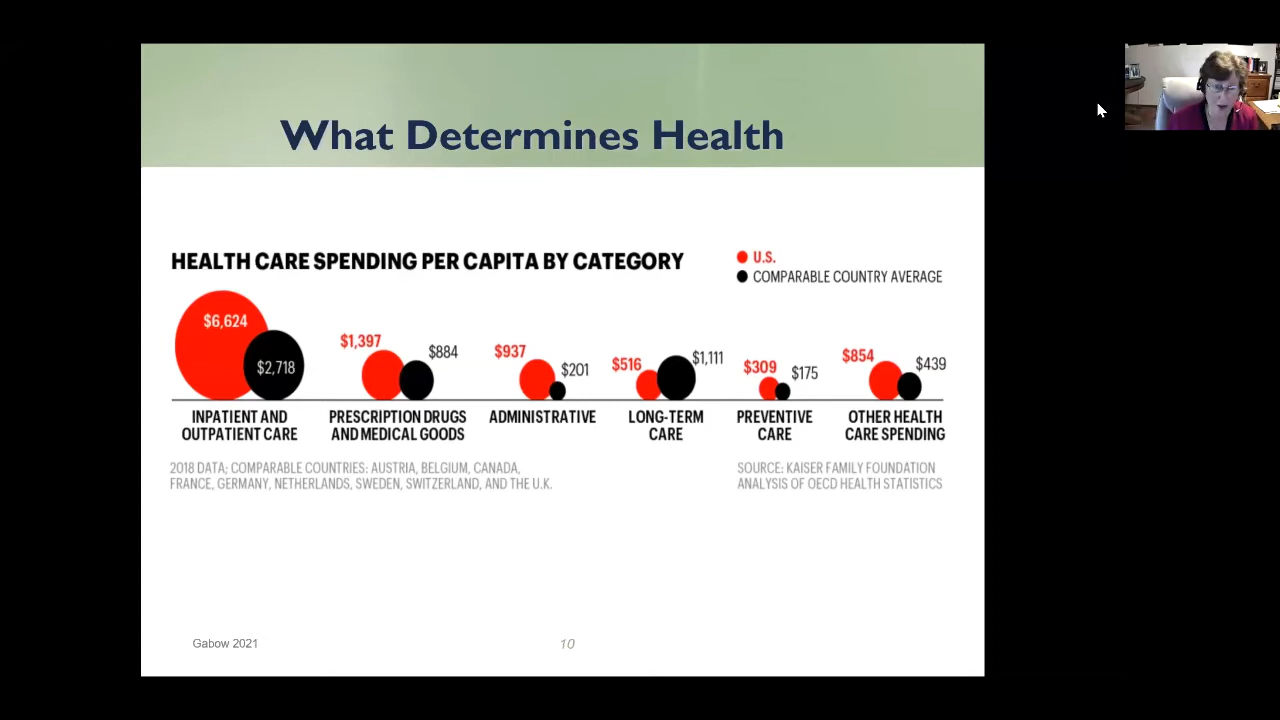 What Determines Health
HEALTH CARE SPENDING PER CAPITA BY CATEGORY
U.S.
COMPARABLE COUNTRY AVERAGE
$6,624
$2,718
$1,397
$884
$937
$201
$516
$1,111
$309
$175
$854
$439
INPATIENT AND
OUTPATIENT CARE
PRESCRIPTION DRUGS
AND MEDICAL GOODS
ADMINISTRATIVE
LONG-TERM
CARE
PREVENTIVE
CARE
OTHER HEALTH
CARE SPENDING
2018 DATA; COMPARABLE COUNTRIES: AUSTRIA, BELGIUM, CANADA,
FRANCE, GERMANY, NETHERLANDS, SWEDEN, SWITZERLAND, AND THE U.K.
SOURCE: KAISER FAMILY FOUNDATION
ANALYSIS OF OECD HEALTH STATISTICS
Gabow 2021
10